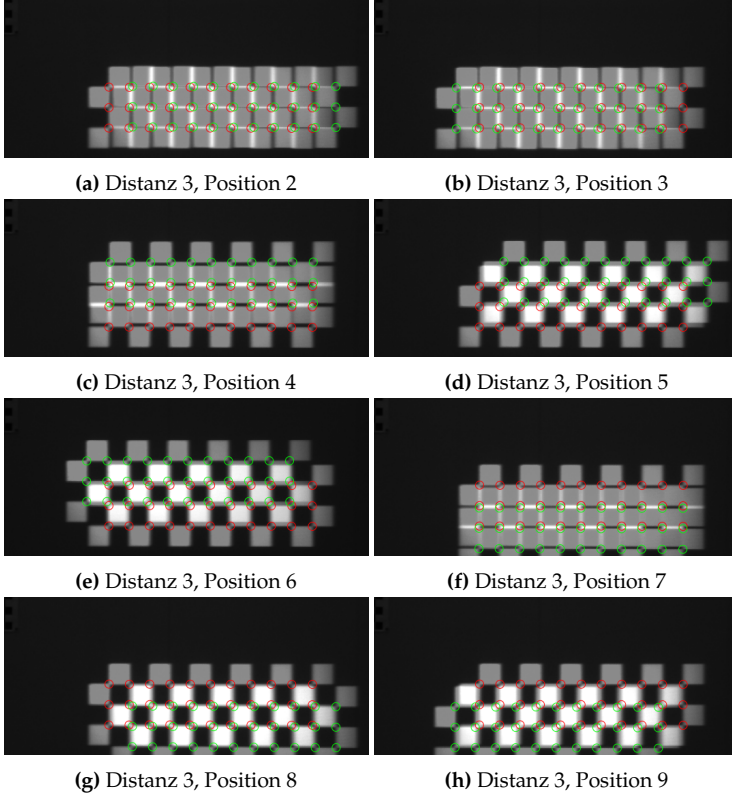 (a) Distanz 3, Position 2
(b) Distanz 3, Position 3
(c) Distanz 3, Position 4
(d) Distanz 3, Position 5
(e) Distanz 3, Position 6
(f) Distanz 3, Position 7
(g) Distanz 3, Position 8
(h) Distanz 3, Position 9